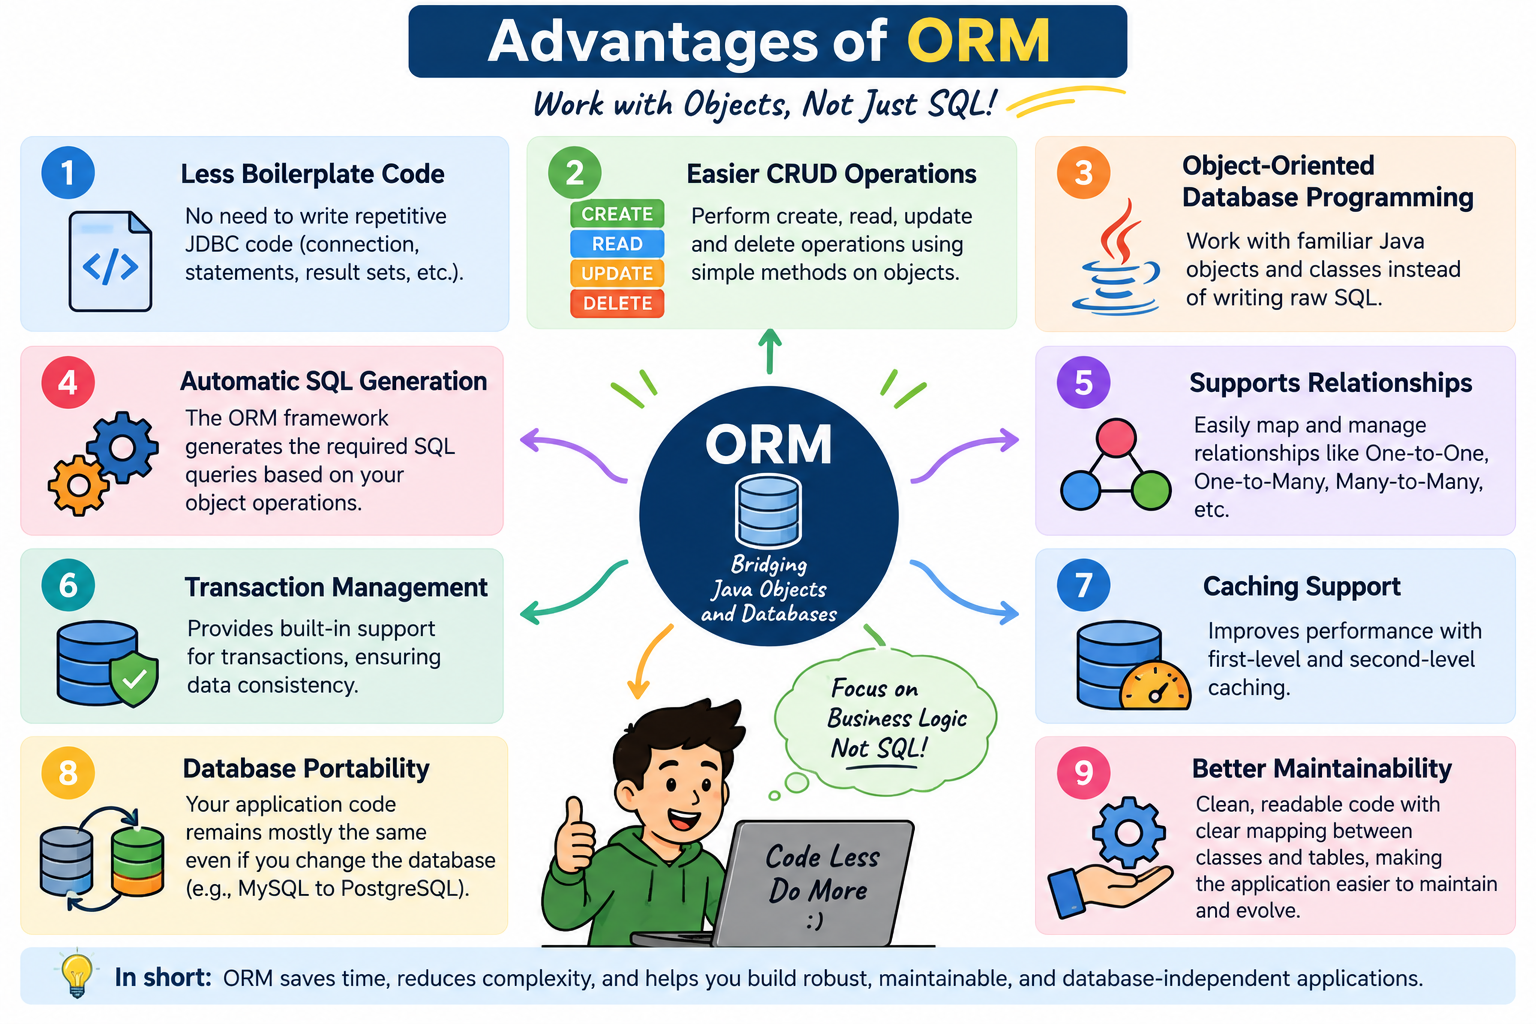 Advantages of ORM
Work with Objects, Not Just SQL!
1
Less Boilerplate Code
No need to write repetitive
JDBC code (connection,
statements, result sets, etc.).
</>
2
Easier CRUD Operations
CREATE
READ
UPDATE
DELETE
Perform create, read, update
and delete operations using
simple methods on objects.
3
Object-Oriented
Database Programming
Work with familiar Java
objects and classes instead
of writing raw SQL.
4
Automatic SQL Generation
The ORM framework
generates the required SQL
queries based on your
object operations.
ORM
Bridging
Java Objects
and Databases
5
Supports Relationships
Easily map and manage
relationships like One-to-One,
One-to-Many, Many-to-Many,
etc.
6
Transaction Management
Provides built-in support
for transactions, ensuring
data consistency.
7
Caching Support
Improves performance with
first-level and second-level
caching.
8
Database Portability
Your application code
remains mostly the same
even if you change the database
(e.g., MySQL to PostgreSQL).
Focus on
Business Logic
Not SQL!
Code Less
Do More
:)
9
Better Maintainability
Clean, readable code with
clear mapping between
classes and tables, making
the application easier to maintain
and evolve.
In short: ORM saves time, reduces complexity, and helps you build robust, maintainable, and database-independent applications.